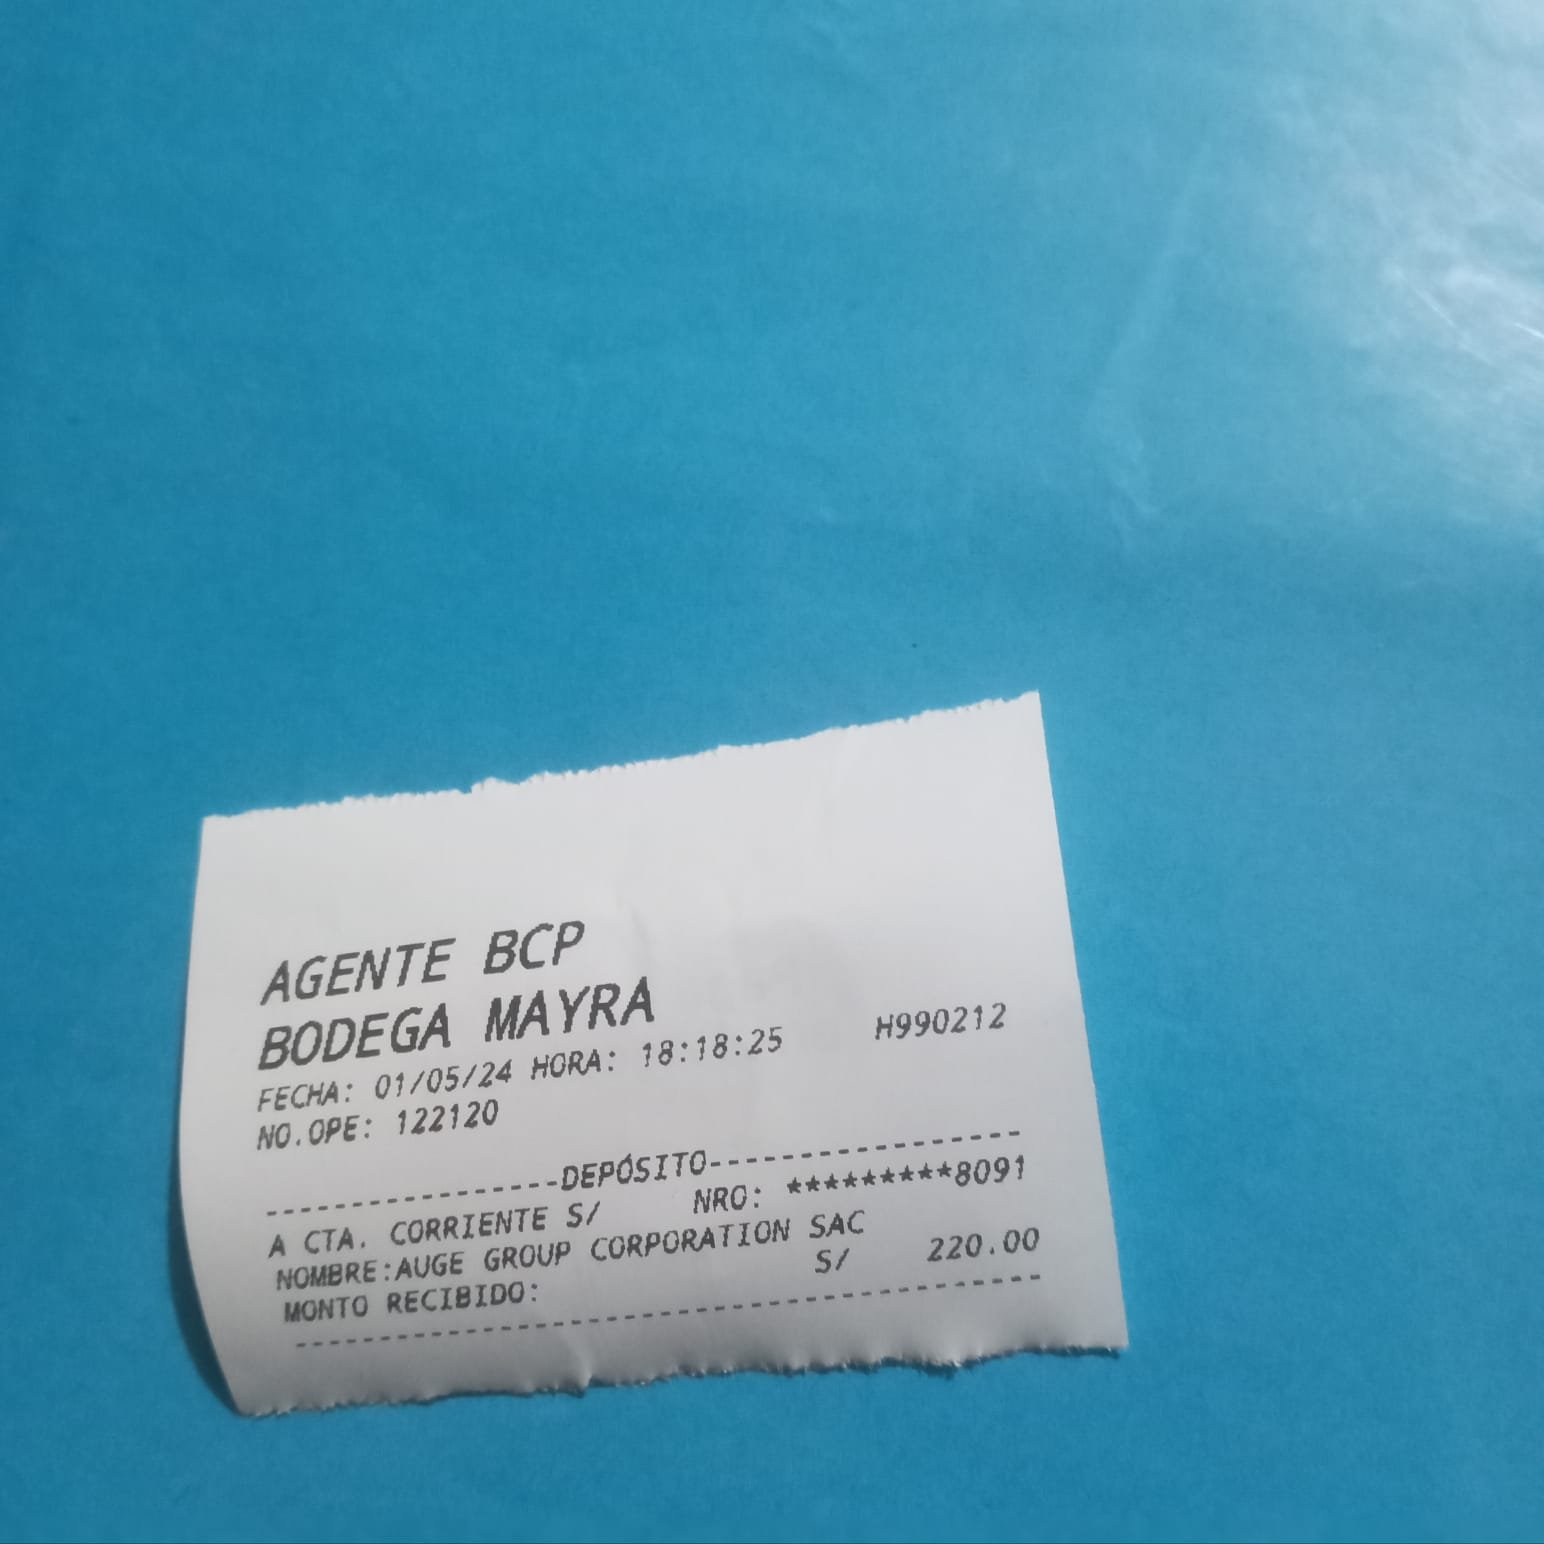 AGENTE BCP
BODEGA MAYRA
FECHA: 01/05/24 HORA: 18:18:25 H990212
NO.OPE: 122120
---------------DEPÓSITO----------------
A CTA. CORRIENTE S/ NRO: *********8091
NOMBRE:AUGE GROUP CORPORATION SAC
MONTO RECIBIDO: S/ 220.00
--------------------------------------------